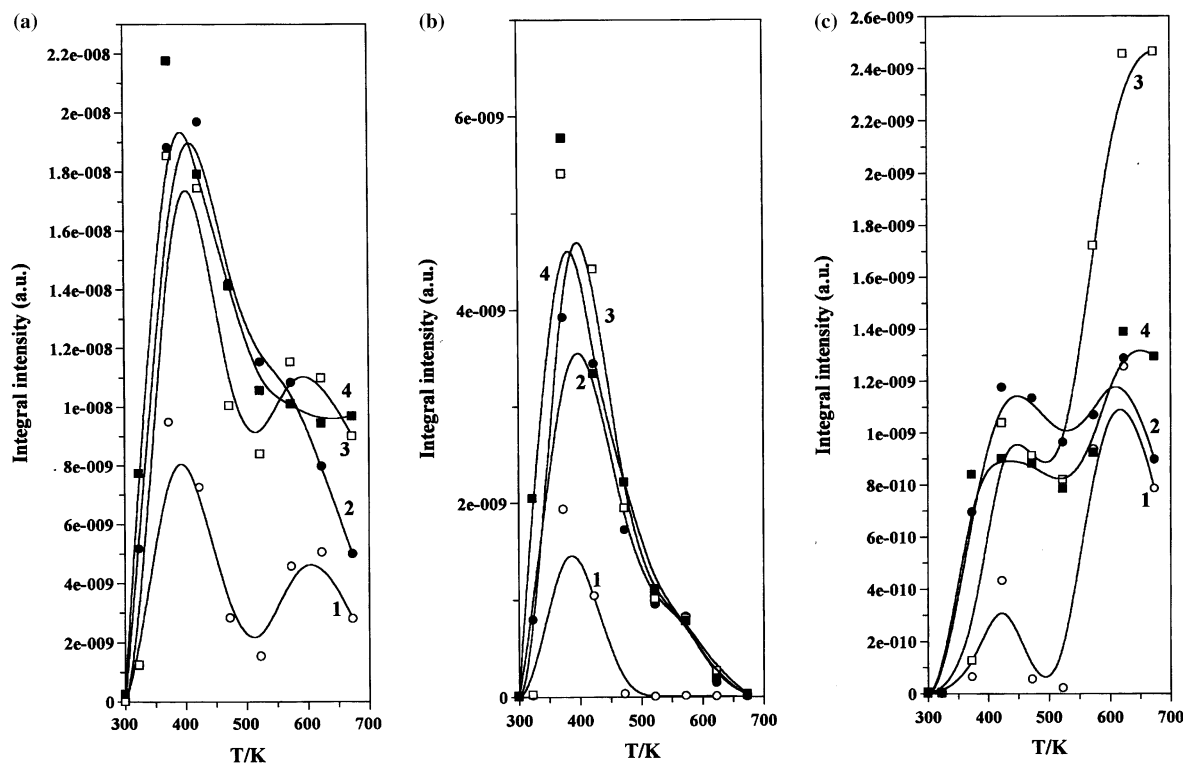 (a)
Integral intensity (a.u.)
2.2e-008
2e-008
1.8e-008
1.6e-008
1.4e-008
1.2e-008
1e-008
8e-009
6e-009
4e-009
2e-009
0
300 400 500 600 700
T/K
4
3
2
1
(b)
Integral intensity (a.u.)
6e-009
4e-009
2e-009
0
300 400 500 600 700
T/K
4
3
2
1
(c)
Integral intensity (a.u.)
2.6e-009
2.4e-009
2.2e-009
2e-009
1.8e-009
1.6e-009
1.4e-009
1.2e-009
1e-009
8e-010
6e-010
4e-010
2e-010
0
300 400 500 600 700
T/K
3
4
2
1